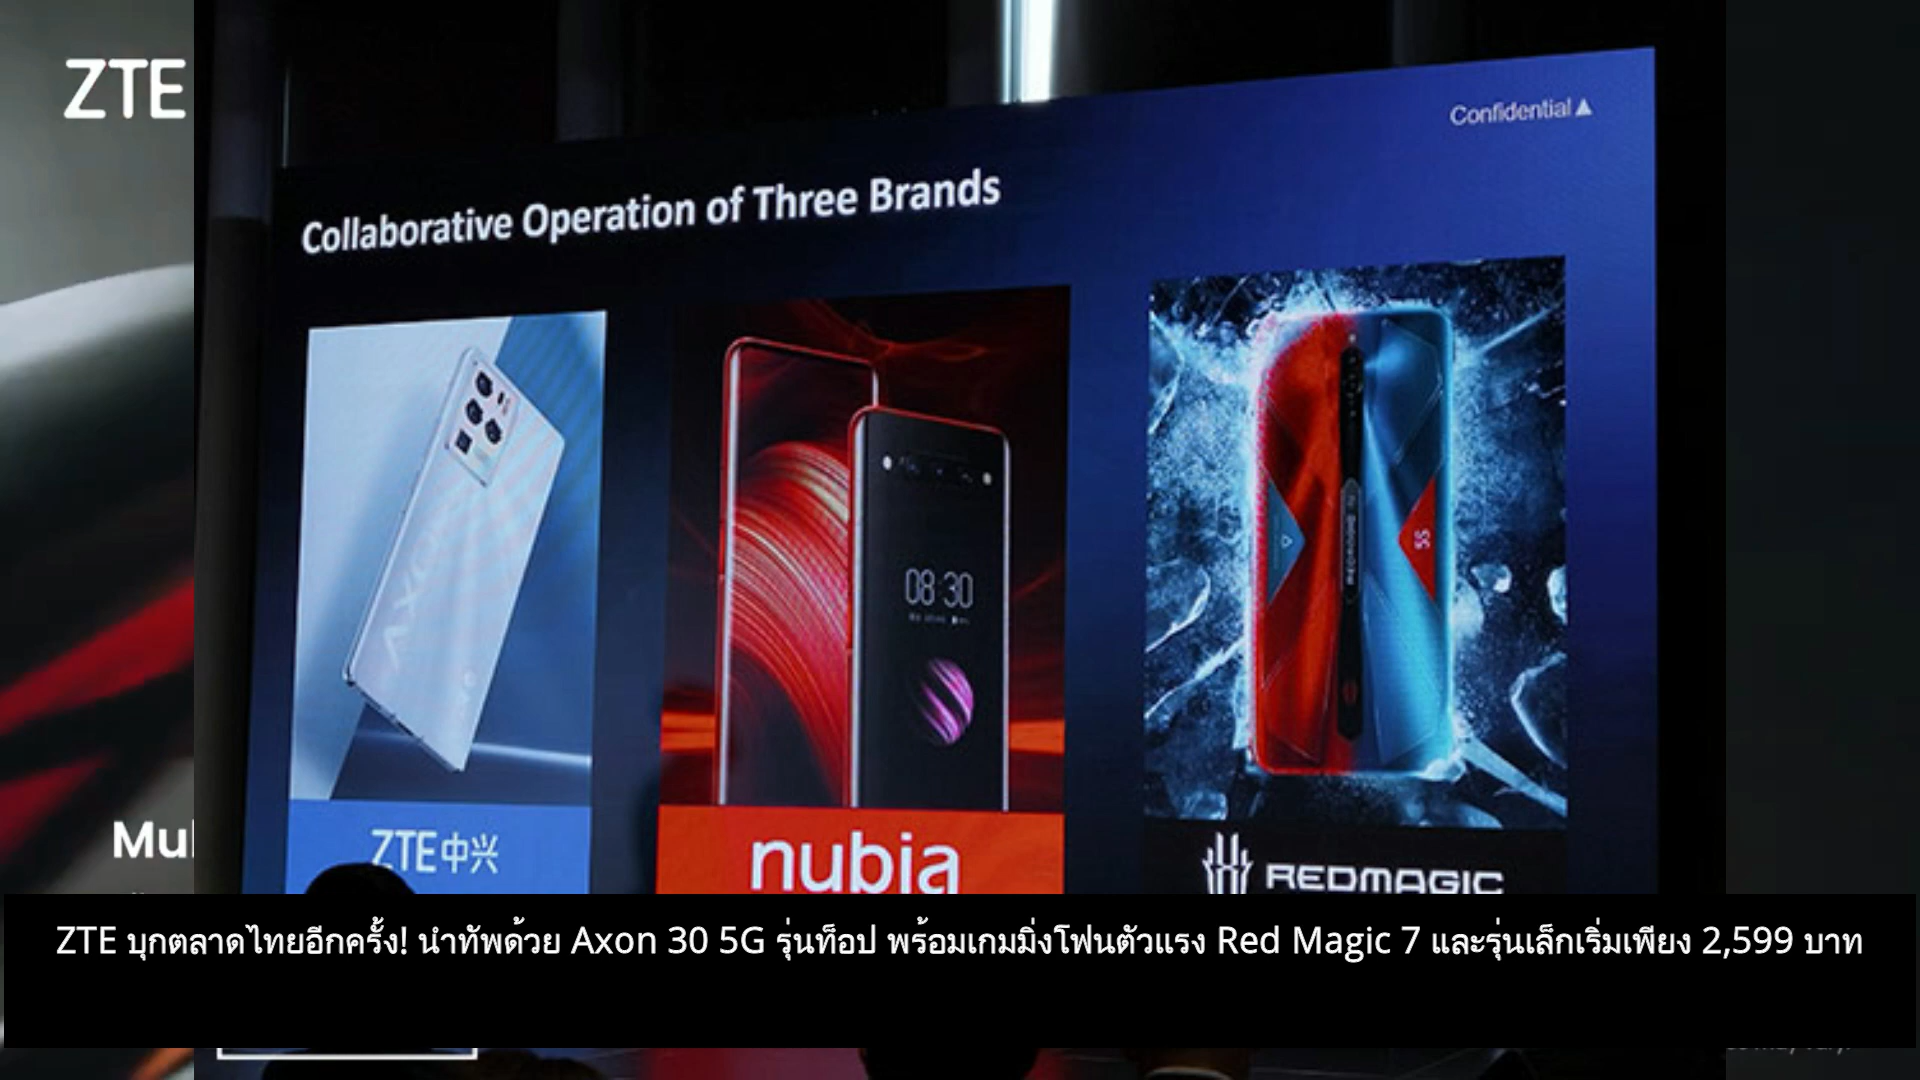 ZTE
Confidential
Collaborative Operation of Three Brands
AXON
08:30
5S
REDMAGIC
ZTE中兴
nubia
REDMAGIC
Mul
ZTE บุกตลาดไทยอีกครั้ง! นำทัพด้วย Axon 30 5G รุ่นท็อป พร้อมเกมมิ่งโฟนตัวแรง Red Magic 7 และรุ่นเล็กเริ่มเพียง 2,599 บาท